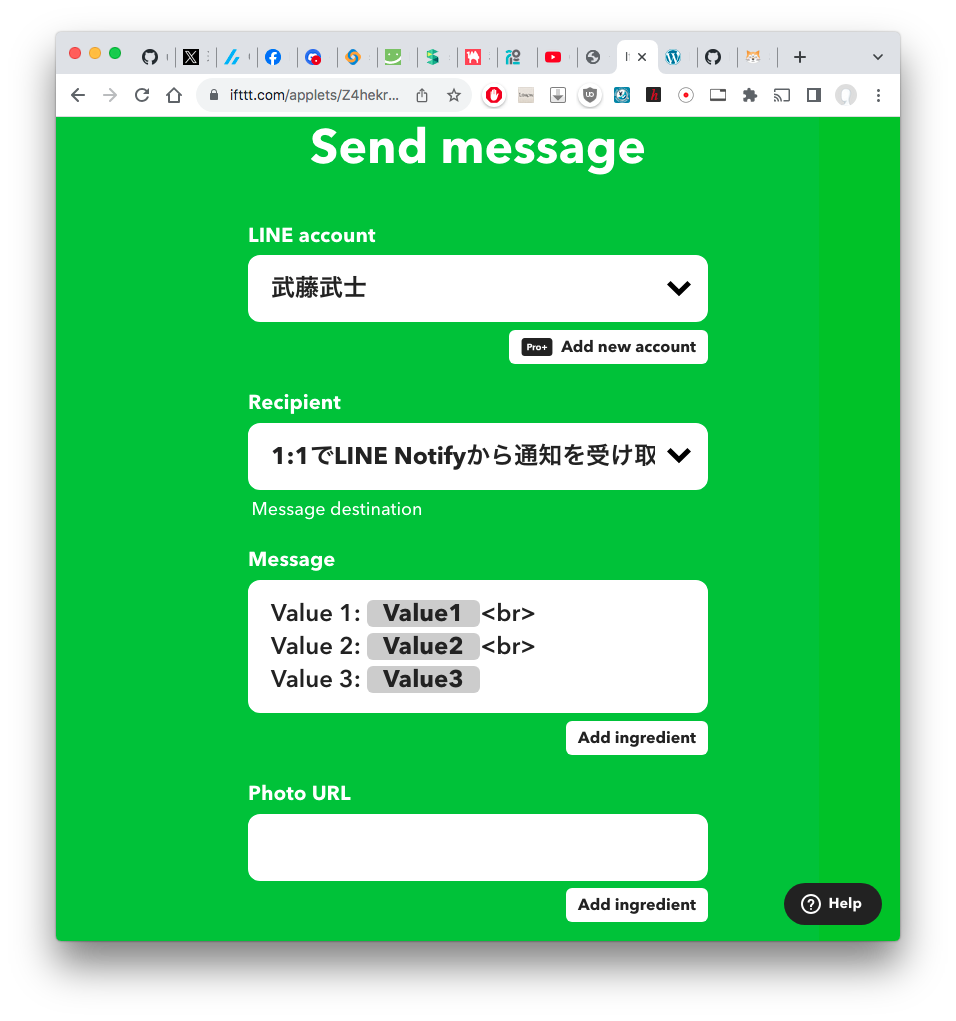 ifttt.com/applets/Z4hekr...
Send message
LINE account
武藤武士
Pro+ Add new account
Recipient
1:1でLINE Notifyから通知を受け取
Message destination
Message
Value 1: Value1 <br>
Value 2: Value2 <br>
Value 3: Value3
Add ingredient
Photo URL
Add ingredient
? Help